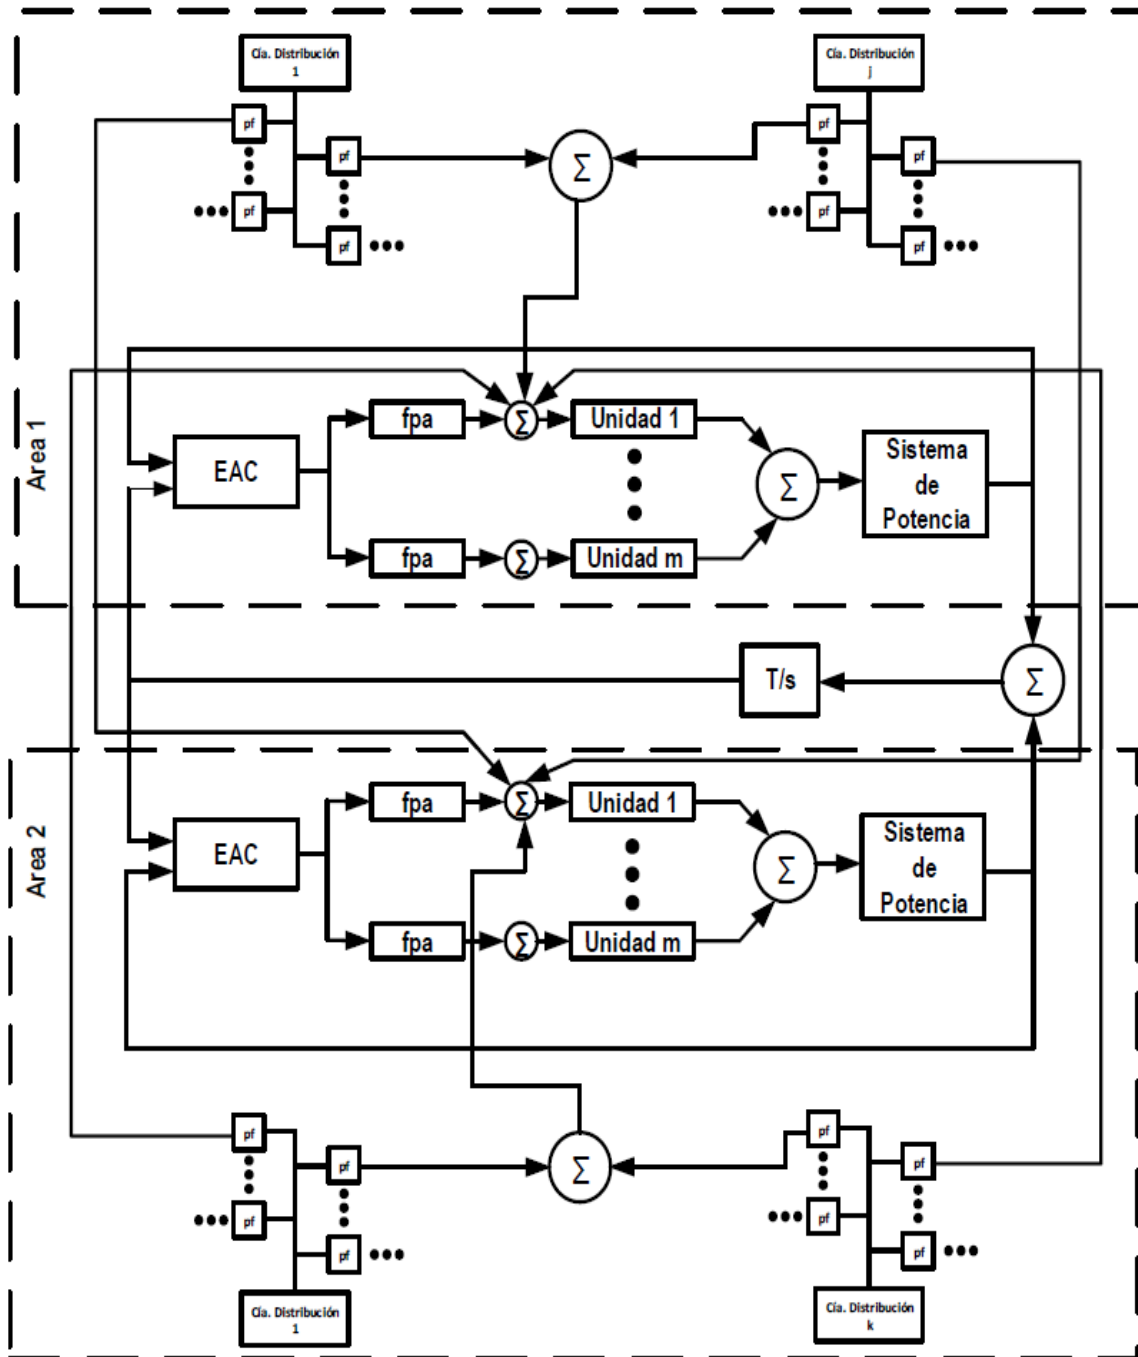 Cía. Distribución
1
Cía. Distribución
j
pf
pf
pf
pf
Σ
pf
pf
pf
pf
Area 1
EAC
fpa
Σ
Unidad 1
fpa
Σ
Unidad m
Σ
Sistema
de
Potencia
T/s
Σ
Area 2
EAC
fpa
Σ
Unidad 1
fpa
Σ
Unidad m
Σ
Sistema
de
Potencia
pf
pf
pf
pf
Σ
pf
pf
pf
pf
Cía. Distribución
1
Cía. Distribución
k